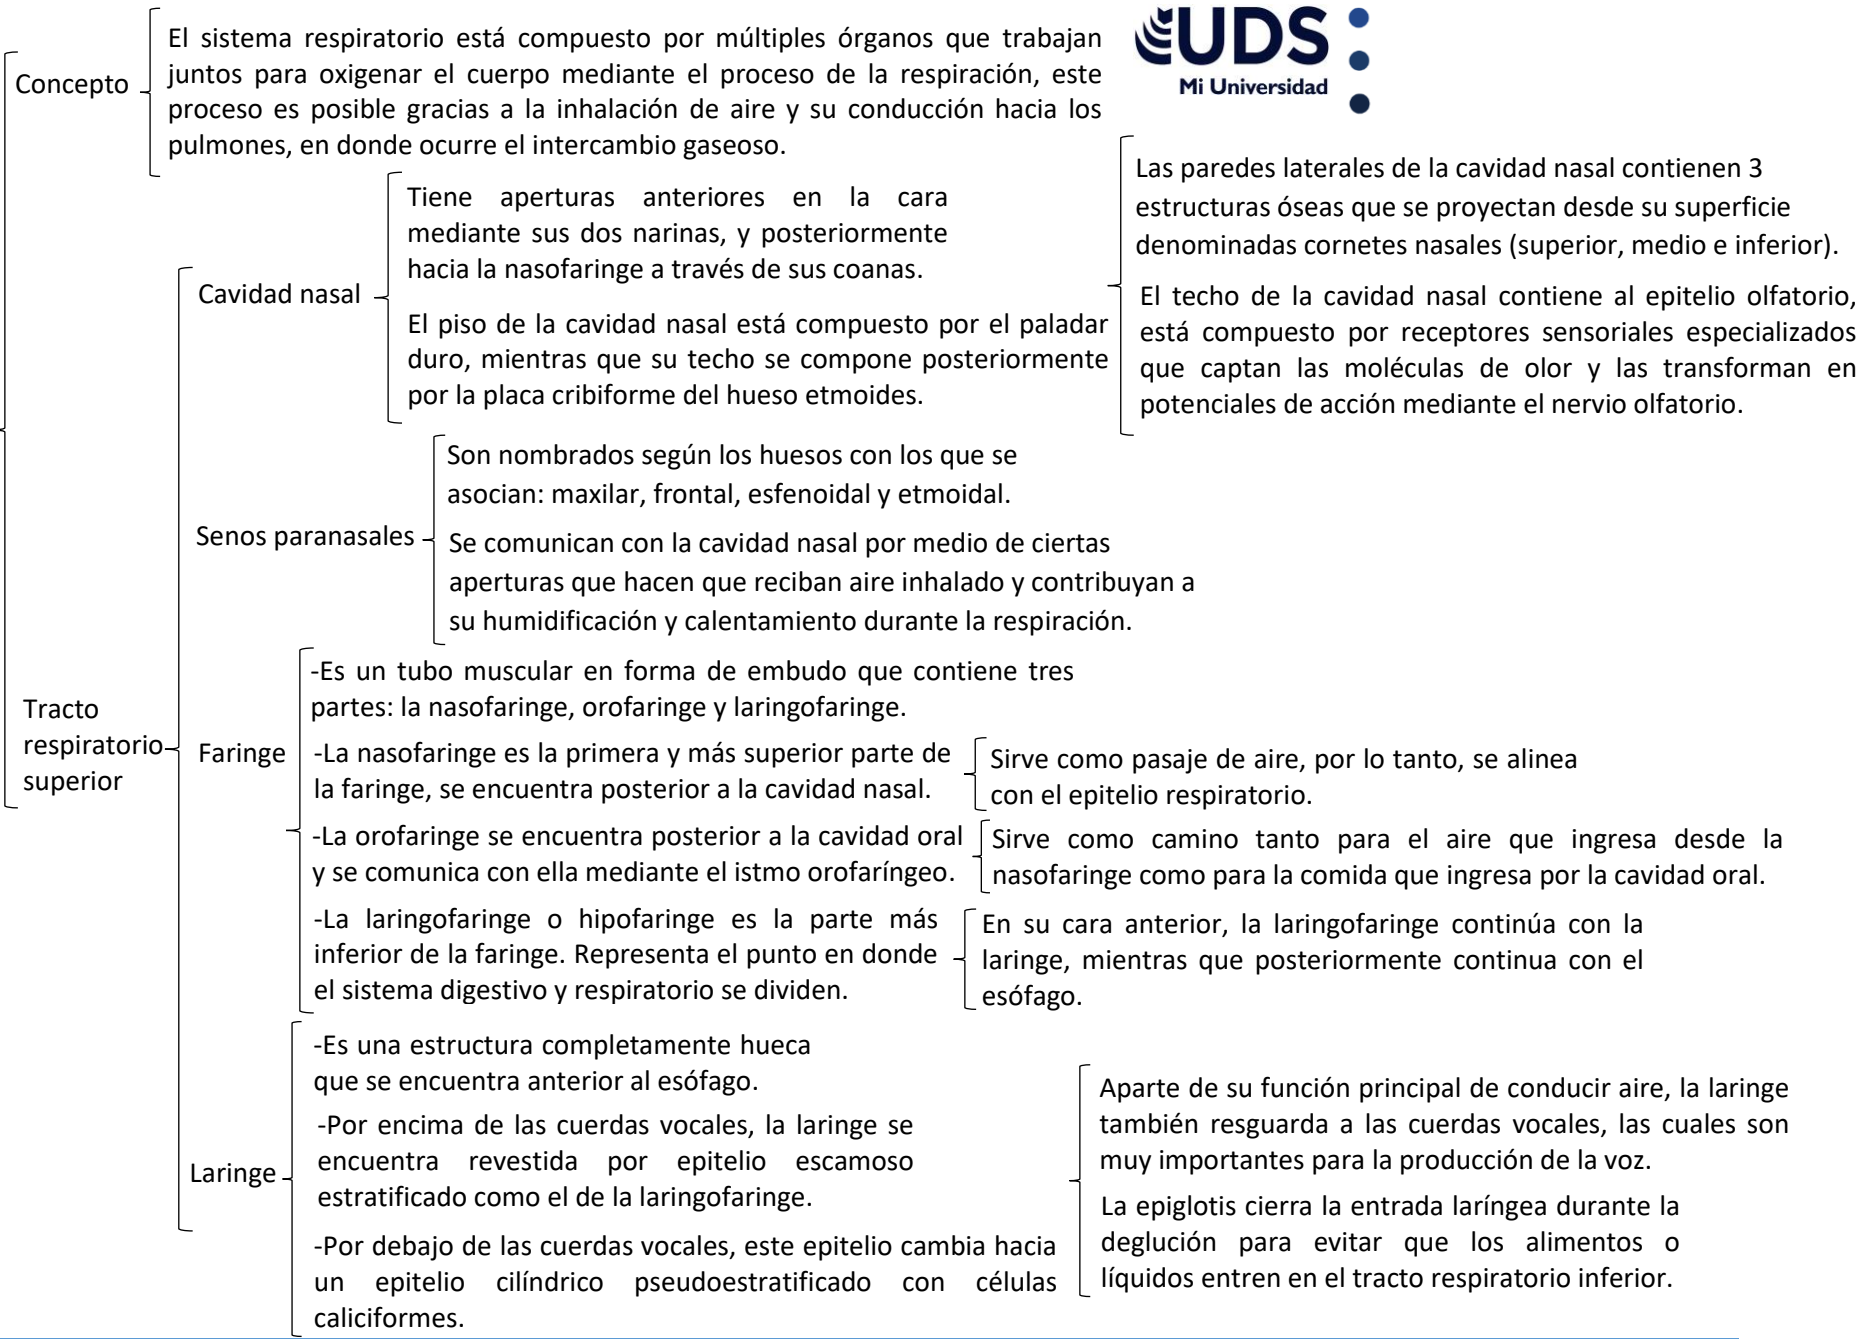 UDS
Mi Universidad
Concepto
El sistema respiratorio está compuesto por múltiples órganos que trabajan
juntos para oxigenar el cuerpo mediante el proceso de la respiración, este
proceso es posible gracias a la inhalación de aire y su conducción hacia los
pulmones, en donde ocurre el intercambio gaseoso.
Tracto
respiratorio
superior
Cavidad nasal
Tiene aperturas anteriores en la cara
mediante sus dos narinas, y posteriormente
hacia la nasofaringe a través de sus coanas.
El piso de la cavidad nasal está compuesto por el paladar
duro, mientras que su techo se compone posteriormente
por la placa cribiforme del hueso etmoides.
Las paredes laterales de la cavidad nasal contienen 3
estructuras óseas que se proyectan desde su superficie
denominadas cornetes nasales (superior, medio e inferior).
El techo de la cavidad nasal contiene al epitelio olfatorio,
está compuesto por receptores sensoriales especializados
que captan las moléculas de olor y las transforman en
potenciales de acción mediante el nervio olfatorio.
Senos paranasales
Son nombrados según los huesos con los que se
asocian: maxilar, frontal, esfenoidal y etmoidal.
Se comunican con la cavidad nasal por medio de ciertas
aperturas que hacen que reciban aire inhalado y contribuyan a
su humidificación y calentamiento durante la respiración.
Faringe
-Es un tubo muscular en forma de embudo que contiene tres
partes: la nasofaringe, orofaringe y laringofaringe.
-La nasofaringe es la primera y más superior parte de
la faringe, se encuentra posterior a la cavidad nasal.
Sirve como pasaje de aire, por lo tanto, se alinea
con el epitelio respiratorio.
-La orofaringe se encuentra posterior a la cavidad oral
y se comunica con ella mediante el istmo orofaríngeo.
Sirve como camino tanto para el aire que ingresa desde la
nasofaringe como para la comida que ingresa por la cavidad oral.
-La laringofaringe o hipofaringe es la parte más
inferior de la faringe. Representa el punto en donde
el sistema digestivo y respiratorio se dividen.
En su cara anterior, la laringofaringe continúa con la
laringe, mientras que posteriormente continua con el
esófago.
Laringe
-Es una estructura completamente hueca
que se encuentra anterior al esófago.
-Por encima de las cuerdas vocales, la laringe se
encuentra revestida por epitelio escamoso
estratificado como el de la laringofaringe.
-Por debajo de las cuerdas vocales, este epitelio cambia hacia
un epitelio cilíndrico pseudoestratificado con células
caliciformes.
Aparte de su función principal de conducir aire, la laringe
también resguarda a las cuerdas vocales, las cuales son
muy importantes para la producción de la voz.
La epiglotis cierra la entrada laríngea durante la
deglución para evitar que los alimentos o
líquidos entren en el tracto respiratorio inferior.